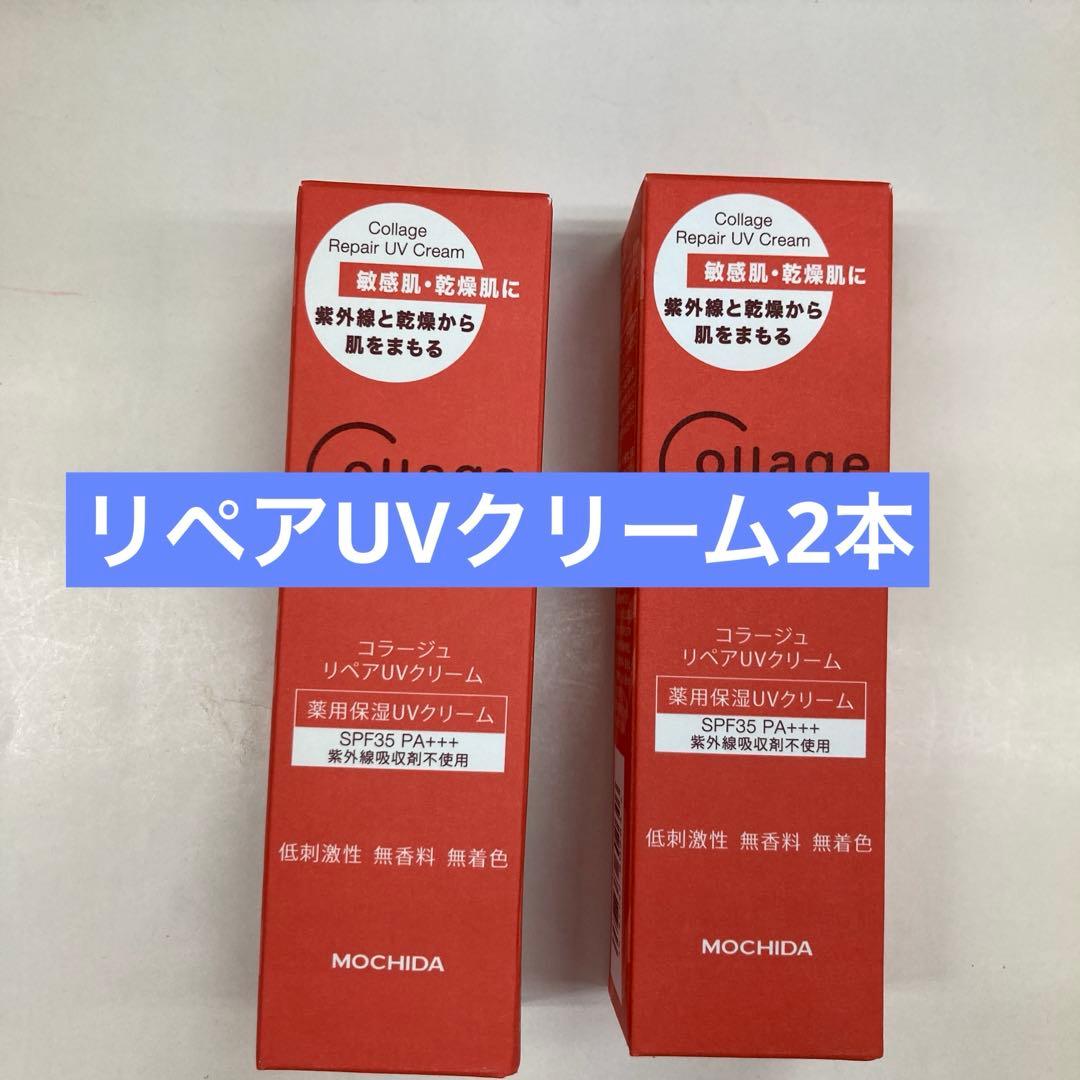 Collage
Repair UV Cream
敏感肌・乾燥肌に
紫外線と乾燥から
肌をまもる
Collage
コラージュ
リペアUVクリーム
薬用保湿UVクリーム
SPF35 PA+++
紫外線吸収剤不使用
低刺激性 無香料 無着色
MOCHIDA
Collage
Repair UV Cream
敏感肌・乾燥肌に
紫外線と乾燥から
肌をまもる
Collage
コラージュ
リペアUVクリーム
薬用保湿UVクリーム
SPF35 PA+++
紫外線吸収剤不使用
低刺激性 無香料 無着色
MOCHIDA
リペアUVクリーム2本